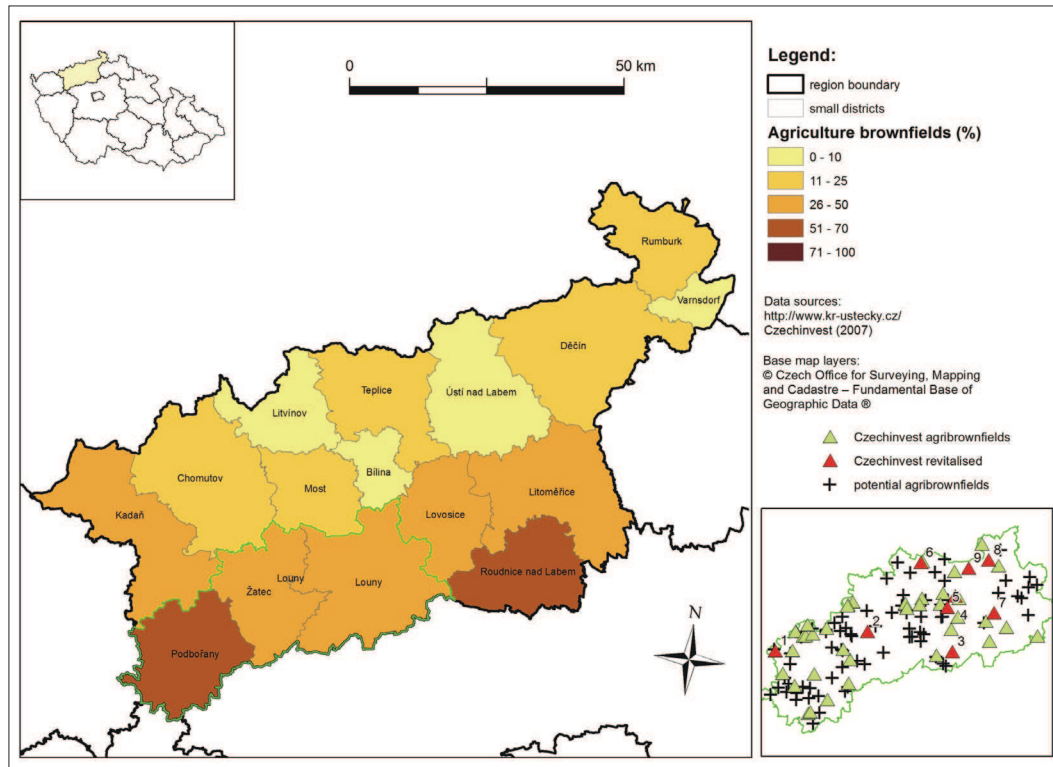 0
50 km
Rumburk
Varnsdorf
Děčín
Teplice
Ústí nad Labem
Litvínov
Bílina
Chomutov
Most
Kadaň
Lovosice
Litoměřice
Roudnice nad Labem
Žatec
Louny
Louny
Podbořany
N
Legend:
region boundary
small districts
Agriculture brownfields (%)
0 - 10
11 - 25
26 - 50
51 - 70
71 - 100
Data sources:
http://www.kr-ustecky.cz/
Czechinvest (2007)
Base map layers:
© Czech Office for Surveying, Mapping
and Cadastre – Fundamental Base of
Geographic Data ®
Czechinvest agribrownfields
Czechinvest revitalised
potential agribrownfields
6
9
8
5
4
7
2
3
1